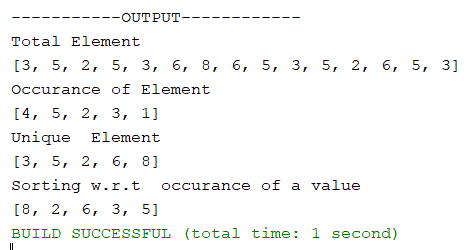 -----------OUTPUT------------
Total Element
[3, 5, 2, 5, 3, 6, 8, 6, 5, 3, 5, 2, 6, 5, 3]
Occurance of Element
[4, 5, 2, 3, 1]
Unique  Element
[3, 5, 2, 6, 8]
Sorting w.r.t  occurance of a value
[8, 2, 6, 3, 5]
BUILD SUCCESSFUL (total time: 1 second)